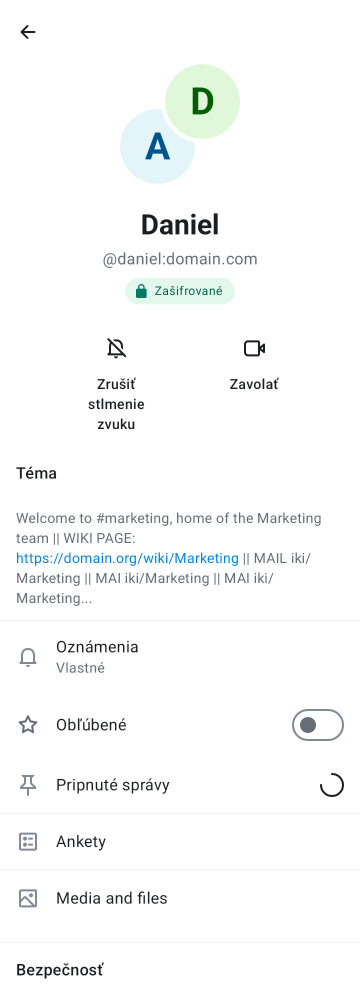 D
A
Daniel
@daniel:domain.com
Zašifrované
Zrušiť
stlmenie
zvuku
Zavolať
Téma
Welcome to #marketing, home of the Marketing
team || WIKI PAGE:
https://domain.org/wiki/Marketing || MAIL iki/
Marketing || MAI iki/Marketing || MAI iki/
Marketing...
Oznámenia
Vlastné
Obľúbené
Pripnuté správy
Ankety
Media and files
Bezpečnosť